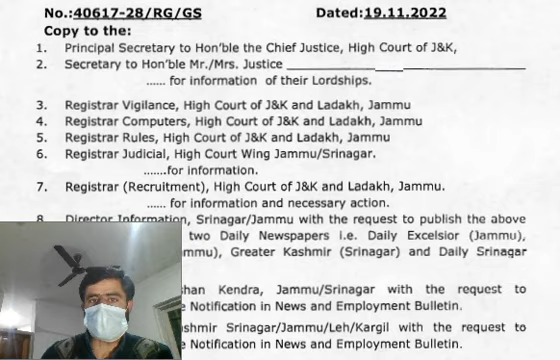 No.:40617-28/RG/GS Dated:19.11.2022
Copy to the:
1. Principal Secretary to Hon'ble the Chief Justice, High Court of J&K,
2. Secretary to Hon'ble Mr./Mrs. Justice
...... for information of their Lordships.
3. Registrar Vigilance, High Court of J&K and Ladakh, Jammu
4. Registrar Computers, High Court of J&K and Ladakh, Jammu
5. Registrar Rules, High Court of J&K and Ladakh, Jammu
6. Registrar Judicial, High Court Wing Jammu/Srinagar.
.......for information.
7. Registrar (Recruitment), High Court of J&K and Ladakh, Jammu.
...... for information and necessary action.
8. Director Information, Srinagar/Jammu with the request to publish the above
two Daily Newspapers i.e. Daily Excelsior (Jammu),
mmu), Greater Kashmir (Srinagar) and Daily Srinagar
han Kendra, Jammu/Srinagar with the request to
e Notification in News and Employment Bulletin.
shmir Srinagar/Jammu/Leh/Kargil with the request to
e Notification in News and Employment Bulletin.